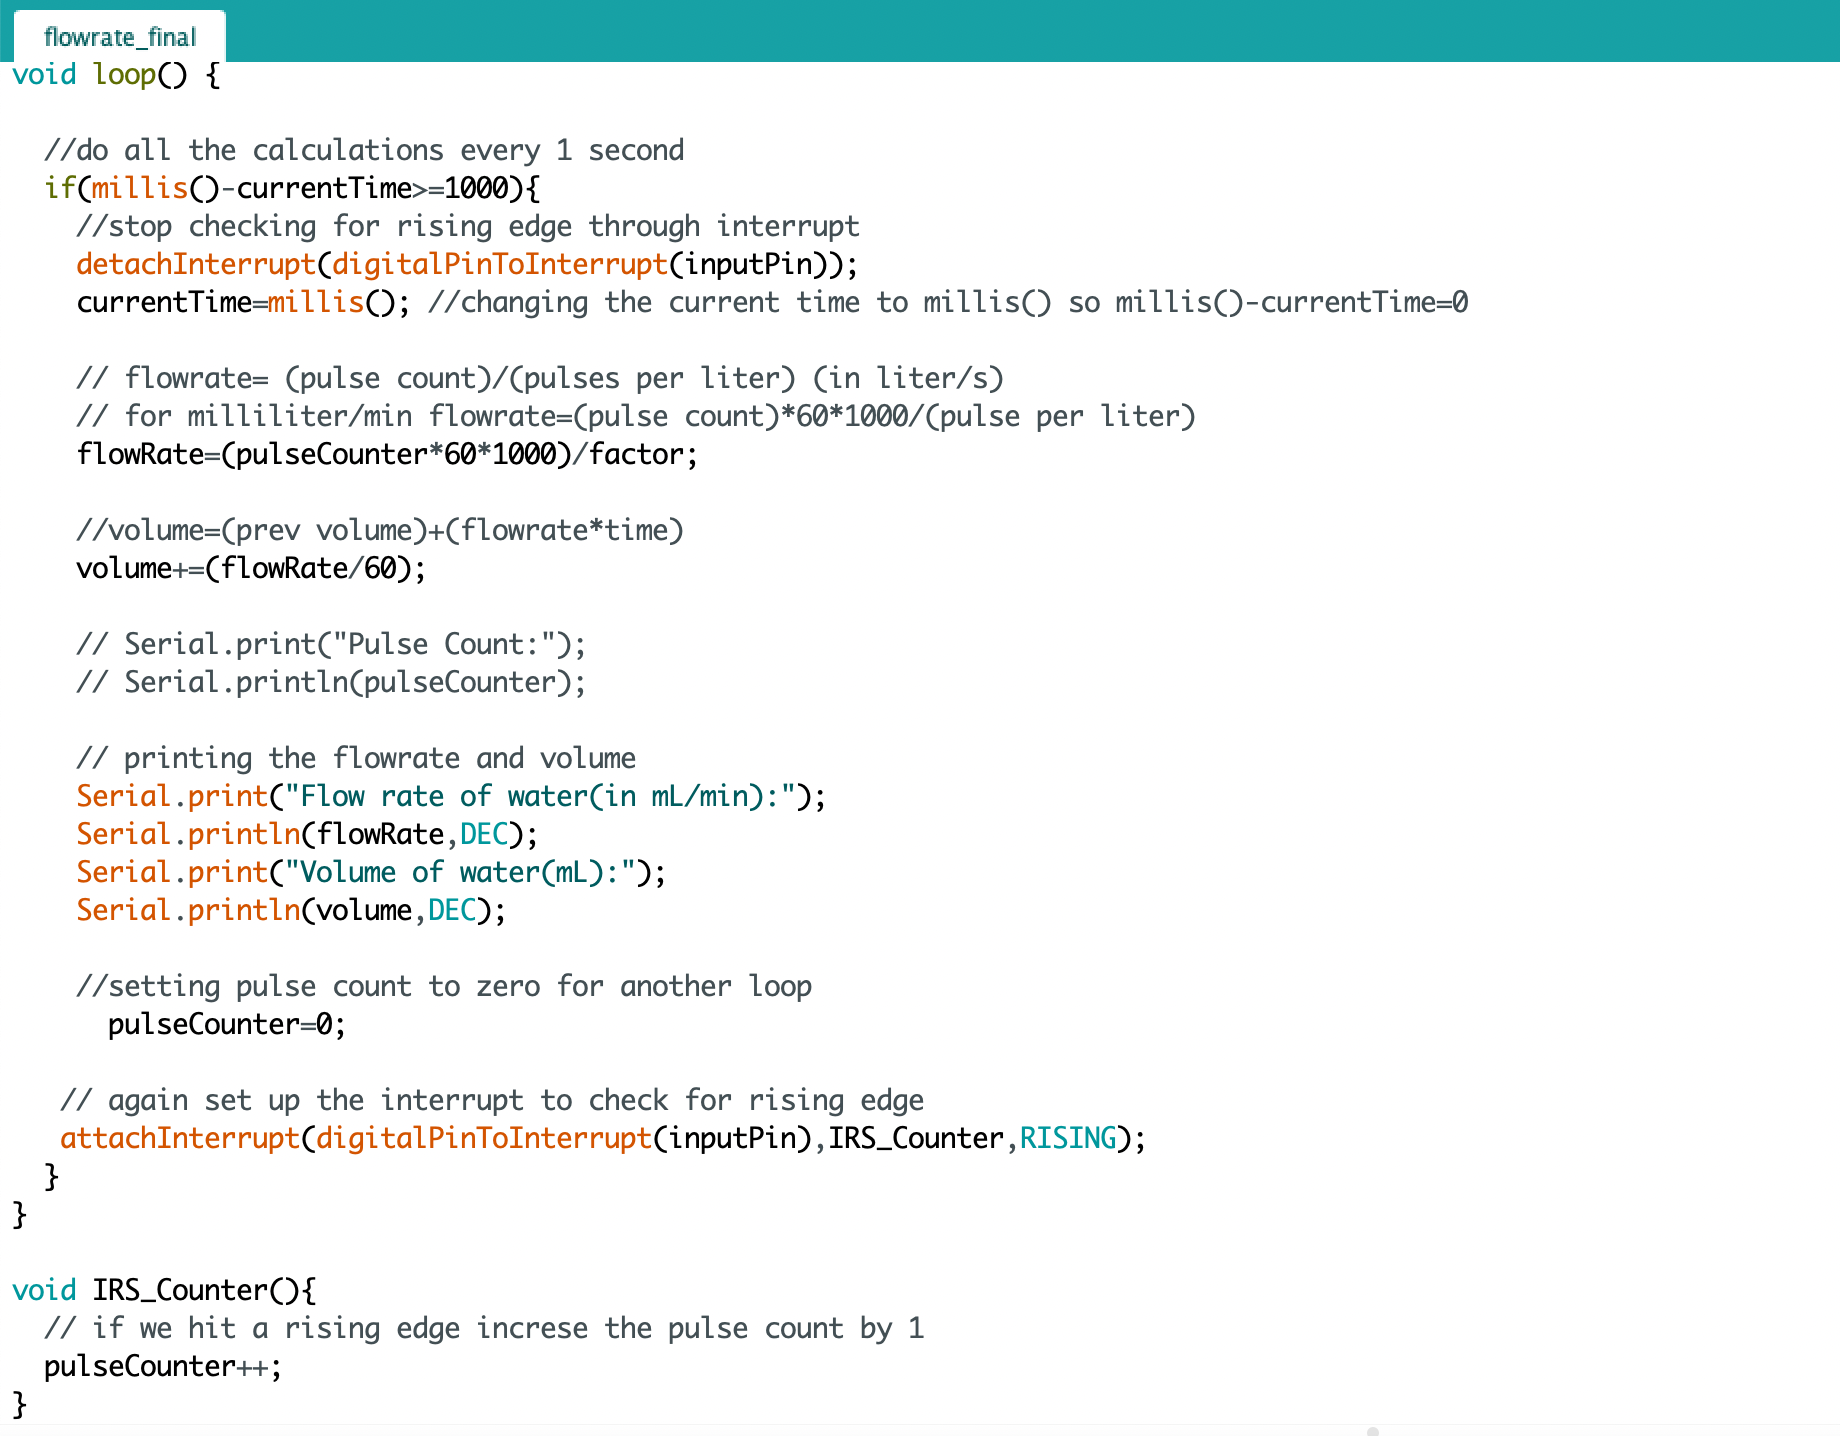 flowrate_final
void loop() {
//do all the calculations every 1 second
if(millis()-currentTime>=1000){
//stop checking for rising edge through interrupt
detachInterrupt(digitalPinToInterrupt(inputPin));
currentTime=millis(); //changing the current time to millis() so millis()-currentTime=0
// flowrate= (pulse count)/(pulses per liter) (in liter/s)
// for milliliter/min flowrate=(pulse count)*60*1000/(pulse per liter)
flowRate=(pulseCounter*60*1000)/factor;
//volume=(prev volume)+(flowrate*time)
volume+=(flowRate/60);
// Serial.print("Pulse Count:");
// Serial.println(pulseCounter);
// printing the flowrate and volume
Serial.print("Flow rate of water(in mL/min):");
Serial.println(flowRate,DEC);
Serial.print("Volume of water(mL):");
Serial.println(volume,DEC);
//setting pulse count to zero for another loop
pulseCounter=0;
// again set up the interrupt to check for rising edge
attachInterrupt(digitalPinToInterrupt(inputPin),IRS_Counter,RISING);
}
}
void IRS_Counter(){
// if we hit a rising edge increse the pulse count by 1
pulseCounter++;
}